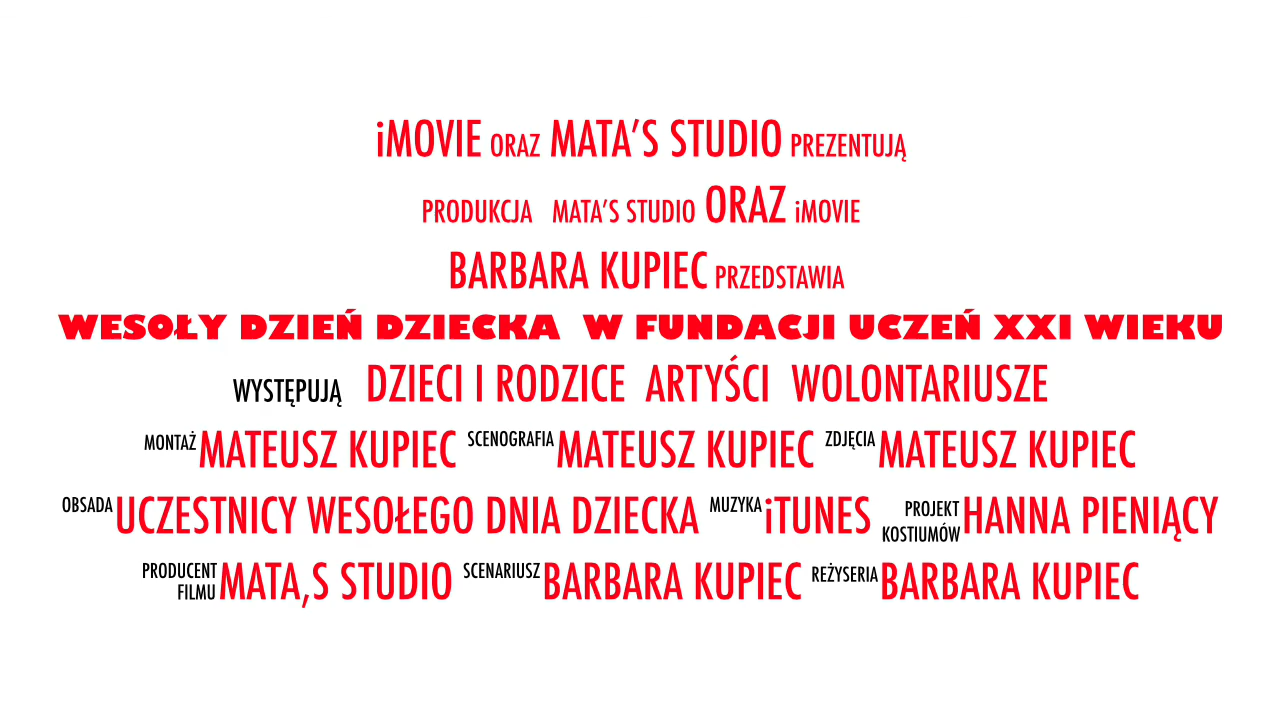 iMOVIE ORAZ MATA’S STUDIO PREZENTUJĄ
PRODUKCJA MATA’S STUDIO ORAZ iMOVIE
BARBARA KUPIEC PRZEDSTAWIA
WESOŁY DZIEŃ DZIECKA W FUNDACJI UCZEŃ XXI WIEKU
WYSTĘPUJĄ DZIECI I RODZICE ARTYŚCI WOLONTARIUSZE
MONTAŻ MATEUSZ KUPIEC SCENOGRAFIA MATEUSZ KUPIEC ZDJĘCIA MATEUSZ KUPIEC
OBSADA UCZESTNICY WESOŁEGO DNIA DZIECKA MUZYKA iTUNES PROJEKT KOSTIUMÓW HANNA PIENIĄCY
PRODUCENT FILMU MATA,S STUDIO SCENARIUSZ BARBARA KUPIEC REŻYSERIA BARBARA KUPIEC